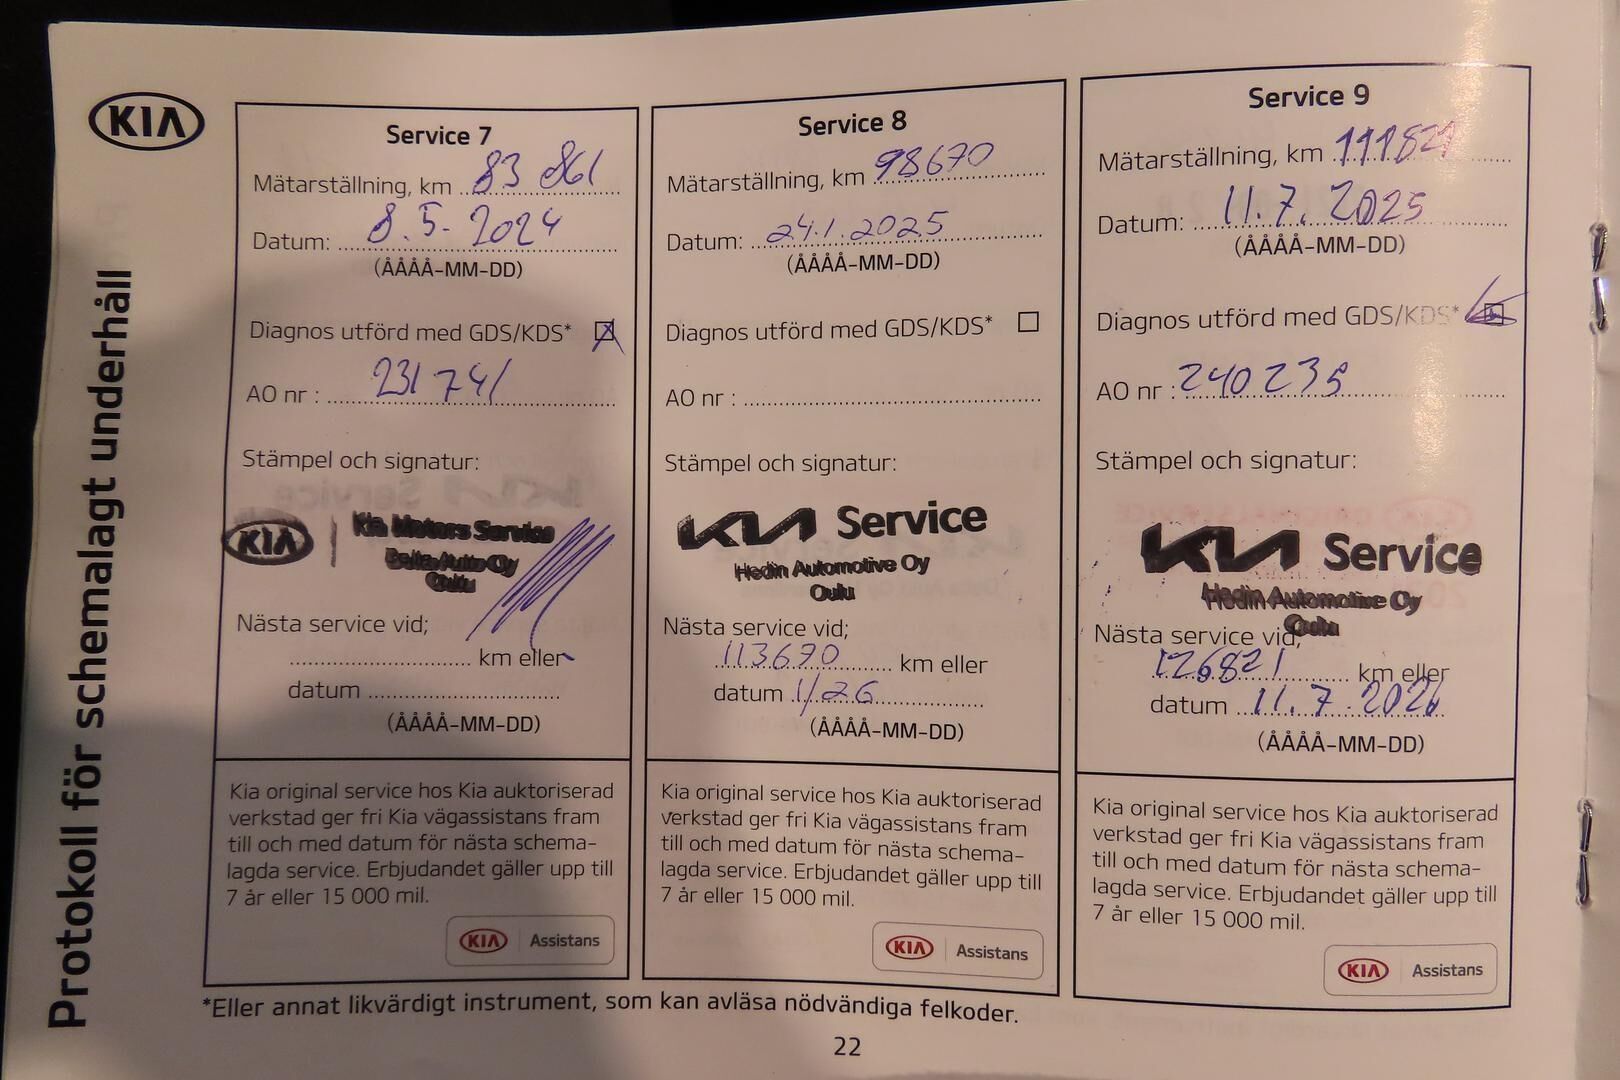 KIA
Protokoll för schemalagt underhåll
Service 7
Mätarställning, km 83 861
Datum: 8.5. 2024
(ÅÅÅÅ-MM-DD)
Diagnos utförd med GDS/KDS*
AO nr : 231 741
Stämpel och signatur:
KIA Kia Motors Service
Delta Auto Oy
Oulu
Nästa service vid;
km eller
datum
(ÅÅÅÅ-MM-DD)
Kia original service hos Kia auktoriserad
verkstad ger fri Kia vägassistans fram
till och med datum för nästa schema-
lagda service. Erbjudandet gäller upp till
7 år eller 15 000 mil.
KIA Assistans
Service 8
Mätarställning, km 98670
Datum: 24.1.2025
(ÅÅÅÅ-MM-DD)
Diagnos utförd med GDS/KDS*
AO nr :
Stämpel och signatur:
KIA Service
Hedin Automotive Oy
Oulu
Nästa service vid;
113670 km eller
datum 1/26
(ÅÅÅÅ-MM-DD)
Kia original service hos Kia auktoriserad
verkstad ger fri Kia vägassistans fram
till och med datum för nästa schema-
lagda service. Erbjudandet gäller upp till
7 år eller 15 000 mil.
KIA Assistans
Service 9
Mätarställning, km 111821
Datum: 11.7. 2025
(ÅÅÅÅ-MM-DD)
Diagnos utförd med GDS/KDS*
AO nr : 240235
Stämpel och signatur:
KIA Service
Hedin Automotive Oy
Oulu
Nästa service vid;
126821 km eller
datum 11.7.2026
(ÅÅÅÅ-MM-DD)
Kia original service hos Kia auktoriserad
verkstad ger fri Kia vägassistans fram
till och med datum för nästa schema-
lagda service. Erbjudandet gäller upp till
7 år eller 15 000 mil.
KIA Assistans
*Eller annat likvärdigt instrument, som kan avläsa nödvändiga felkoder.
22